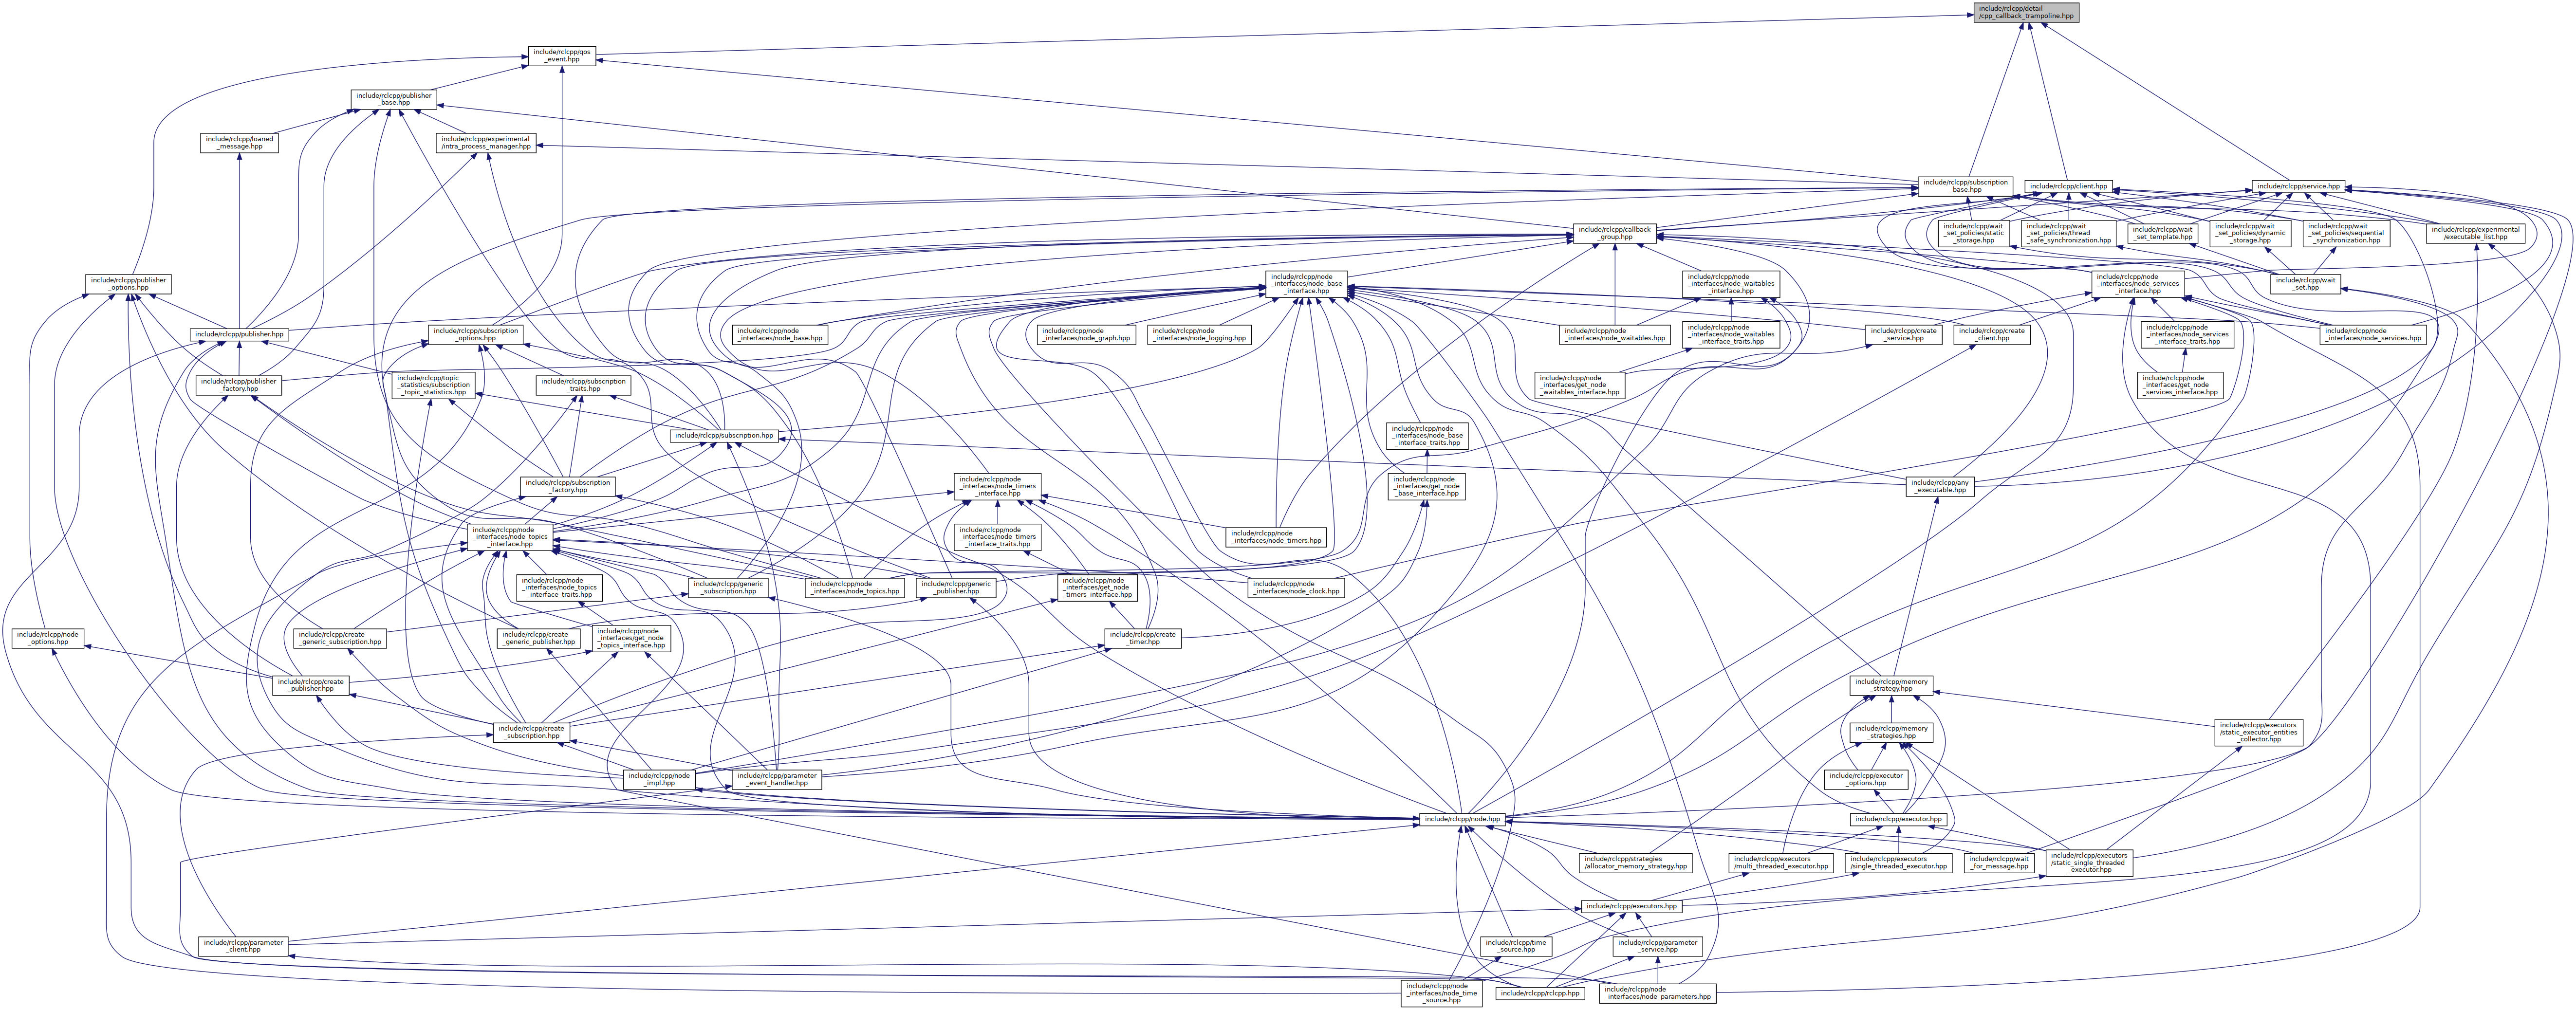 include/rclcpp/detail
/cpp_callback_trampoline.hpp
include/rclcpp/qos
_event.hpp
include/rclcpp/publisher
_base.hpp
include/rclcpp/loaned
_message.hpp
include/rclcpp/experimental
/intra_process_manager.hpp
include/rclcpp/subscription
_base.hpp
include/rclcpp/client.hpp
include/rclcpp/service.hpp
include/rclcpp/callback
_group.hpp
include/rclcpp/wait
_set_policies/static
_storage.hpp
include/rclcpp/wait
_set_policies/thread
_safe_synchronization.hpp
include/rclcpp/wait
_set_template.hpp
include/rclcpp/wait
_set_policies/dynamic
_storage.hpp
include/rclcpp/wait
_set_policies/sequential
_synchronization.hpp
include/rclcpp/experimental
/executable_list.hpp
include/rclcpp/publisher
_options.hpp
include/rclcpp/node
_interfaces/node_base
_interface.hpp
include/rclcpp/node
_interfaces/node_waitables
_interface.hpp
include/rclcpp/node
_interfaces/node_services
_interface.hpp
include/rclcpp/wait
_set.hpp
include/rclcpp/publisher.hpp
include/rclcpp/subscription
_options.hpp
include/rclcpp/node
_interfaces/node_base.hpp
include/rclcpp/node
_interfaces/node_graph.hpp
include/rclcpp/node
_interfaces/node_logging.hpp
include/rclcpp/node
_interfaces/node_waitables.hpp
include/rclcpp/node
_interfaces/node_waitables
_interface_traits.hpp
include/rclcpp/create
_service.hpp
include/rclcpp/create
_client.hpp
include/rclcpp/node
_interfaces/node_services
_interface_traits.hpp
include/rclcpp/node
_interfaces/node_services.hpp
include/rclcpp/publisher
_factory.hpp
include/rclcpp/topic
_statistics/subscription
_topic_statistics.hpp
include/rclcpp/subscription
_traits.hpp
include/rclcpp/node
_interfaces/get_node
_waitables_interface.hpp
include/rclcpp/node
_interfaces/get_node
_services_interface.hpp
include/rclcpp/subscription.hpp
include/rclcpp/node
_interfaces/node_base
_interface_traits.hpp
include/rclcpp/subscription
_factory.hpp
include/rclcpp/node
_interfaces/node_timers
_interface.hpp
include/rclcpp/node
_interfaces/get_node
_base_interface.hpp
include/rclcpp/any
_executable.hpp
include/rclcpp/node
_interfaces/node_topics
_interface.hpp
include/rclcpp/node
_interfaces/node_timers
_interface_traits.hpp
include/rclcpp/node
_interfaces/node_timers.hpp
include/rclcpp/node
_interfaces/node_topics
_interface_traits.hpp
include/rclcpp/generic
_subscription.hpp
include/rclcpp/node
_interfaces/node_topics.hpp
include/rclcpp/generic
_publisher.hpp
include/rclcpp/node
_interfaces/get_node
_timers_interface.hpp
include/rclcpp/node
_interfaces/node_clock.hpp
include/rclcpp/node
_options.hpp
include/rclcpp/create
_generic_subscription.hpp
include/rclcpp/create
_generic_publisher.hpp
include/rclcpp/node
_interfaces/get_node
_topics_interface.hpp
include/rclcpp/create
_timer.hpp
include/rclcpp/create
_publisher.hpp
include/rclcpp/memory
_strategy.hpp
include/rclcpp/create
_subscription.hpp
include/rclcpp/memory
_strategies.hpp
include/rclcpp/executors
/static_executor_entities
_collector.hpp
include/rclcpp/node
_impl.hpp
include/rclcpp/parameter
_event_handler.hpp
include/rclcpp/executor
_options.hpp
include/rclcpp/node.hpp
include/rclcpp/executor.hpp
include/rclcpp/strategies
/allocator_memory_strategy.hpp
include/rclcpp/executors
/multi_threaded_executor.hpp
include/rclcpp/executors
/single_threaded_executor.hpp
include/rclcpp/wait
_for_message.hpp
include/rclcpp/executors
/static_single_threaded
_executor.hpp
include/rclcpp/executors.hpp
include/rclcpp/parameter
_client.hpp
include/rclcpp/time
_source.hpp
include/rclcpp/parameter
_service.hpp
include/rclcpp/node
_interfaces/node_time
_source.hpp
include/rclcpp/rclcpp.hpp
include/rclcpp/node
_interfaces/node_parameters.hpp